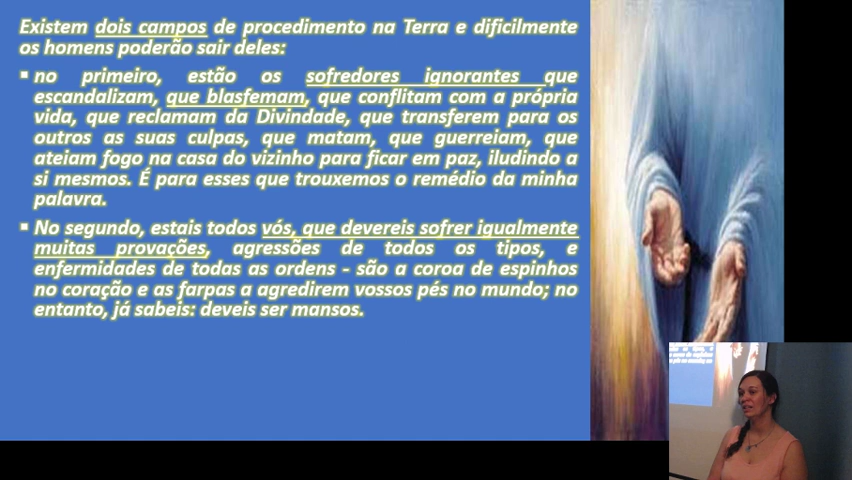 Existem dois campos de procedimento na Terra e dificilmente
os homens poderão sair deles:
▪ no primeiro, estão os sofredores ignorantes que
escandalizam, que blasfemam, que conflitam com a própria
vida, que reclamam da Divindade, que transferem para os
outros as suas culpas, que matam, que guerreiam, que
ateiam fogo na casa do vizinho para ficar em paz, iludindo a
si mesmos. É para esses que trouxemos o remédio da minha
palavra.
▪ No segundo, estais todos vós, que devereis sofrer igualmente
muitas provações, agressões de todos os tipos, e
enfermidades de todas as ordens - são a coroa de espinhos
no coração e as farpas a agredirem vossos pés no mundo; no
entanto, já sabeis: deveis ser mansos.